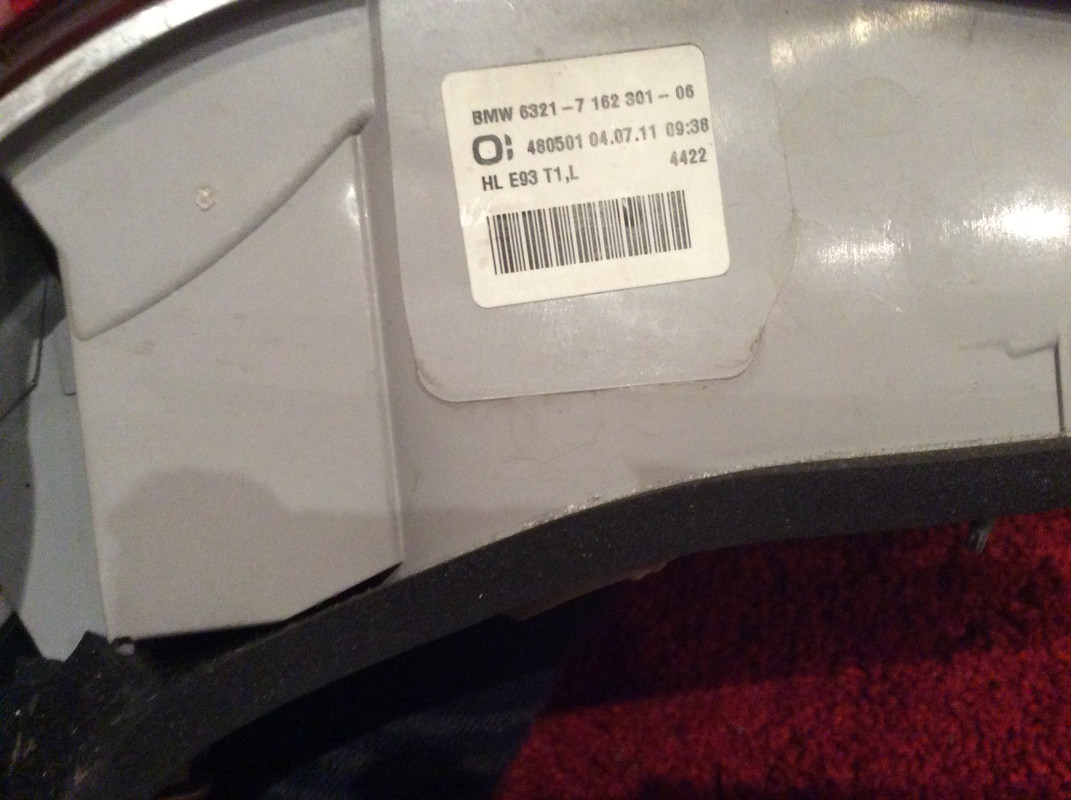 BMW 6321-7 162 301-06
480501 04.07.11 09:38
4422
HL E93 T1,L